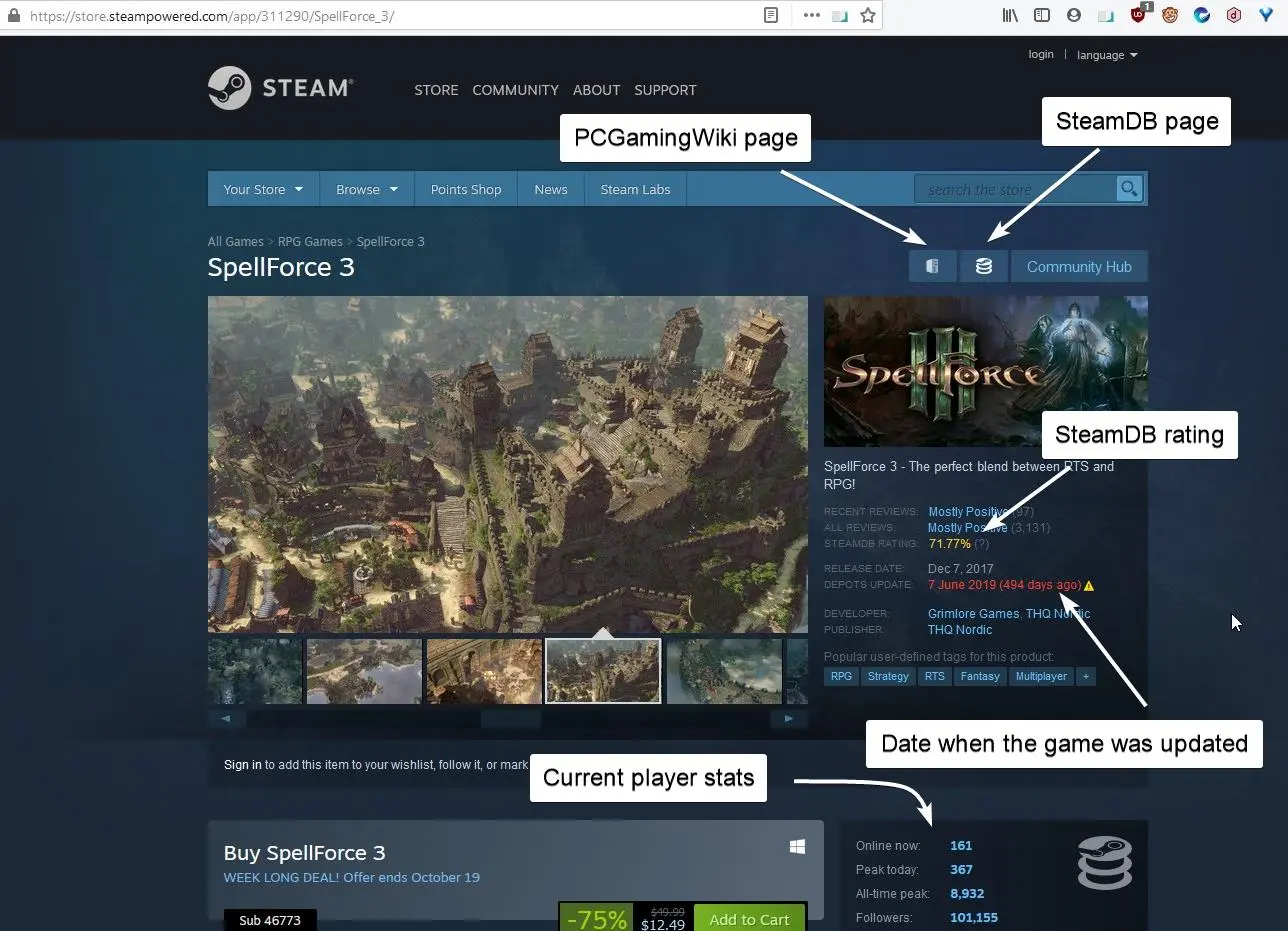 https://store.steampowered.com/app/311290/SpellForce_3/
1
login | language
STEAM®
STORE COMMUNITY ABOUT SUPPORT
PCGamingWiki page
SteamDB page
Your Store Browse Points Shop News Steam Labs
search the store
All Games > RPG Games > SpellForce 3
SpellForce 3
Community Hub
SPELLFORCE III
SteamDB rating
SpellForce 3 - The perfect blend between RTS and
RPG!
RECENT REVIEWS: Mostly Positive (97)
ALL REVIEWS: Mostly Positive (3,131)
STEAMDB RATING: 71.77% (?)
RELEASE DATE: Dec 7, 2017
DEPOTS UPDATE: 7 June 2019 (494 days ago)
DEVELOPER: Grimlore Games, THQ Nordic
PUBLISHER: THQ Nordic
Popular user-defined tags for this product:
RPG Strategy RTS Fantasy Multiplayer +
Date when the game was updated
Sign in to add this item to your wishlist, follow it, or mark
Current player stats
Buy SpellForce 3
WEEK LONG DEAL! Offer ends October 19
Sub 46773
-75% $49.99 $12.49 Add to Cart
Online now: 161
Peak today: 367
All-time peak: 8,932
Followers: 101,155